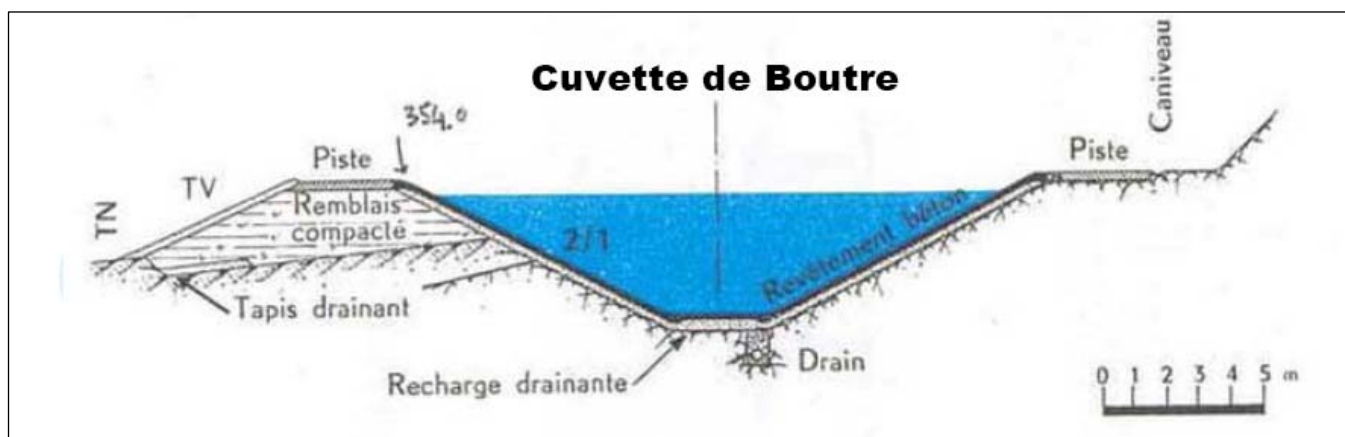 Cuvette de Boutre
354.0
Piste
Piste
Caniveau
TV
TN
Remblais
compacté
2/1
Revêtement béton
Tapis drainant
Drain
Recharge drainante
0 1 2 3 4 5 m